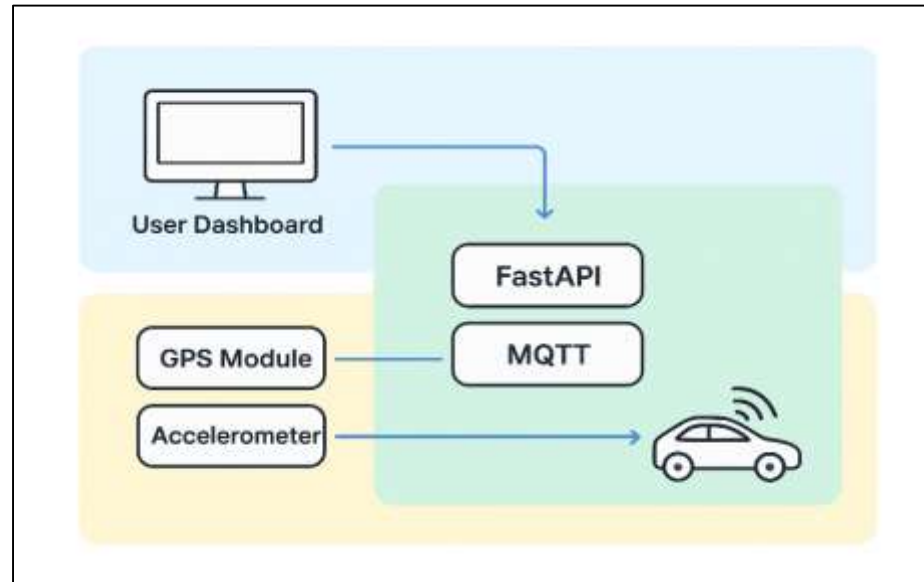 User Dashboard
FastAPI
GPS Module
MQTT
Accelerometer